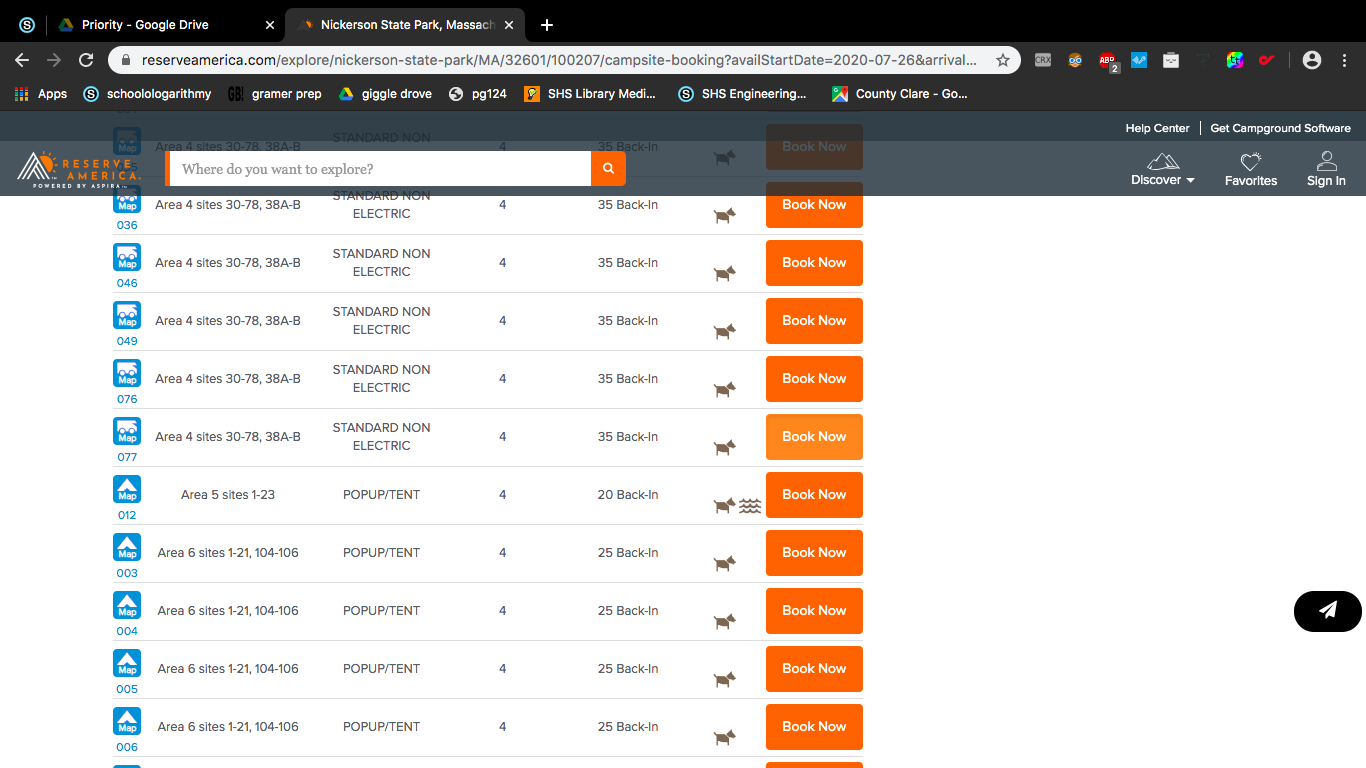 Priority - Google Drive
Nickerson State Park, Massach
reserveamerica.com/explore/nickerson-state-park/MA/32601/100207/campsite-booking?availStartDate=2020-07-26&arrival...
CRX
ABP
2
Apps
schoolologarithmy
GB!
gramer prep
giggle drove
pg124
SHS Library Medi...
SHS Engineering...
County Clare - Go...
Help Center
Get Campground Software
Area 4 sites 30-78, 38A-B STANDARD NON 4 35 Back-In Book Now
RESERVE
AMERICA
POWERED BY ASPIRA
Where do you want to explore?
Discover
Favorites
Sign In
Map
036
Area 4 sites 30-78, 38A-B
STANDARD NON
ELECTRIC
4
35 Back-In
Book Now
Map
046
Area 4 sites 30-78, 38A-B
STANDARD NON
ELECTRIC
4
35 Back-In
Book Now
Map
049
Area 4 sites 30-78, 38A-B
STANDARD NON
ELECTRIC
4
35 Back-In
Book Now
Map
076
Area 4 sites 30-78, 38A-B
STANDARD NON
ELECTRIC
4
35 Back-In
Book Now
Map
077
Area 4 sites 30-78, 38A-B
STANDARD NON
ELECTRIC
4
35 Back-In
Book Now
Map
012
Area 5 sites 1-23
POPUP/TENT
4
20 Back-In
Book Now
Map
003
Area 6 sites 1-21, 104-106
POPUP/TENT
4
25 Back-In
Book Now
Map
004
Area 6 sites 1-21, 104-106
POPUP/TENT
4
25 Back-In
Book Now
Map
005
Area 6 sites 1-21, 104-106
POPUP/TENT
4
25 Back-In
Book Now
Map
006
Area 6 sites 1-21, 104-106
POPUP/TENT
4
25 Back-In
Book Now